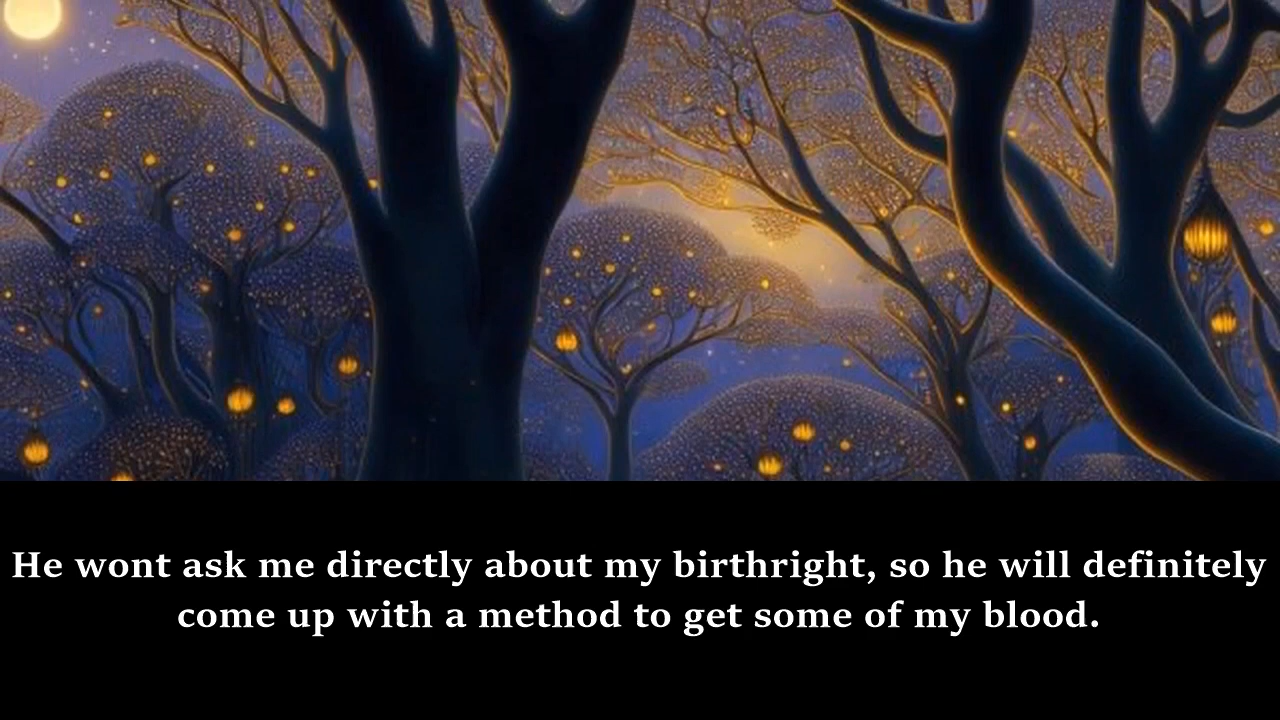 He wont ask me directly about my birthright, so he will definitely
come up with a method to get some of my blood.